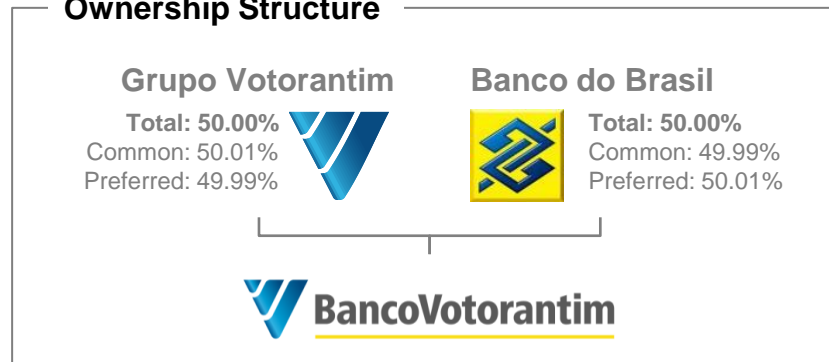 Ownership Structure
Grupo Votorantim
Total: 50.00%
Common: 50.01%
Preferred: 49.99%
Banco do Brasil
Total: 50.00%
Common: 49.99%
Preferred: 50.01%
BancoVotorantim